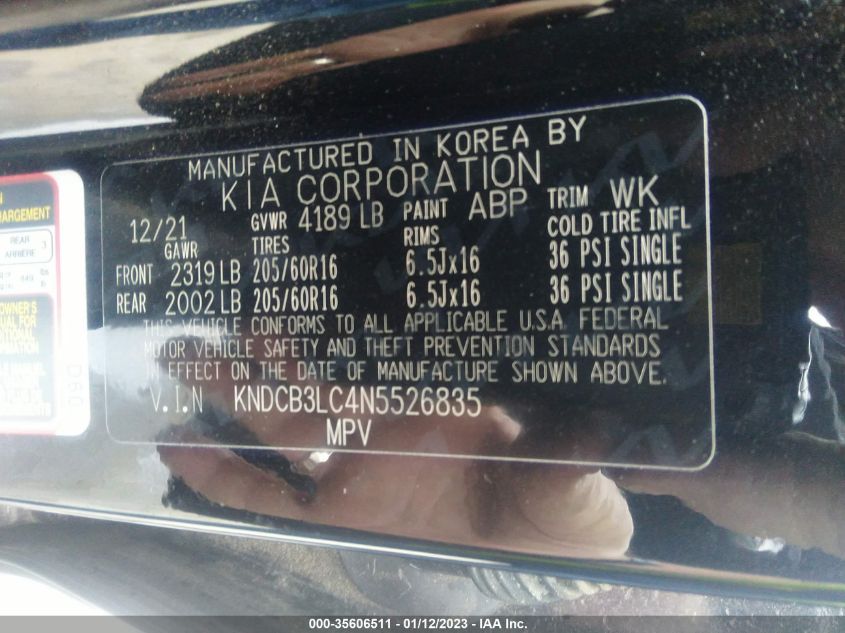 MANUFACTURED IN KOREA BY
KIA CORPORATION
12/21 GVWR 4189 LB PAINT ABP TRIM WK
GAWR TIRES RIMS COLD TIRE INFL
FRONT 2319 LB 205/60R16 6.5Jx16 36 PSI SINGLE
REAR 2002 LB 205/60R16 6.5Jx16 36 PSI SINGLE
THIS VEHICLE CONFORMS TO ALL APPLICABLE U.S.A FEDERAL
MOTOR VEHICLE SAFETY AND THEFT PREVENTION STANDARDS
IN EFFECT ON THE DATE OF MANUFACTURE SHOWN ABOVE.
V.I.N KNDCB3LC4N5526835
MPV
REAR 3
ARRIERE
OWNER'S
D60
000-35606511 - 01/12/2023 - IAA Inc.